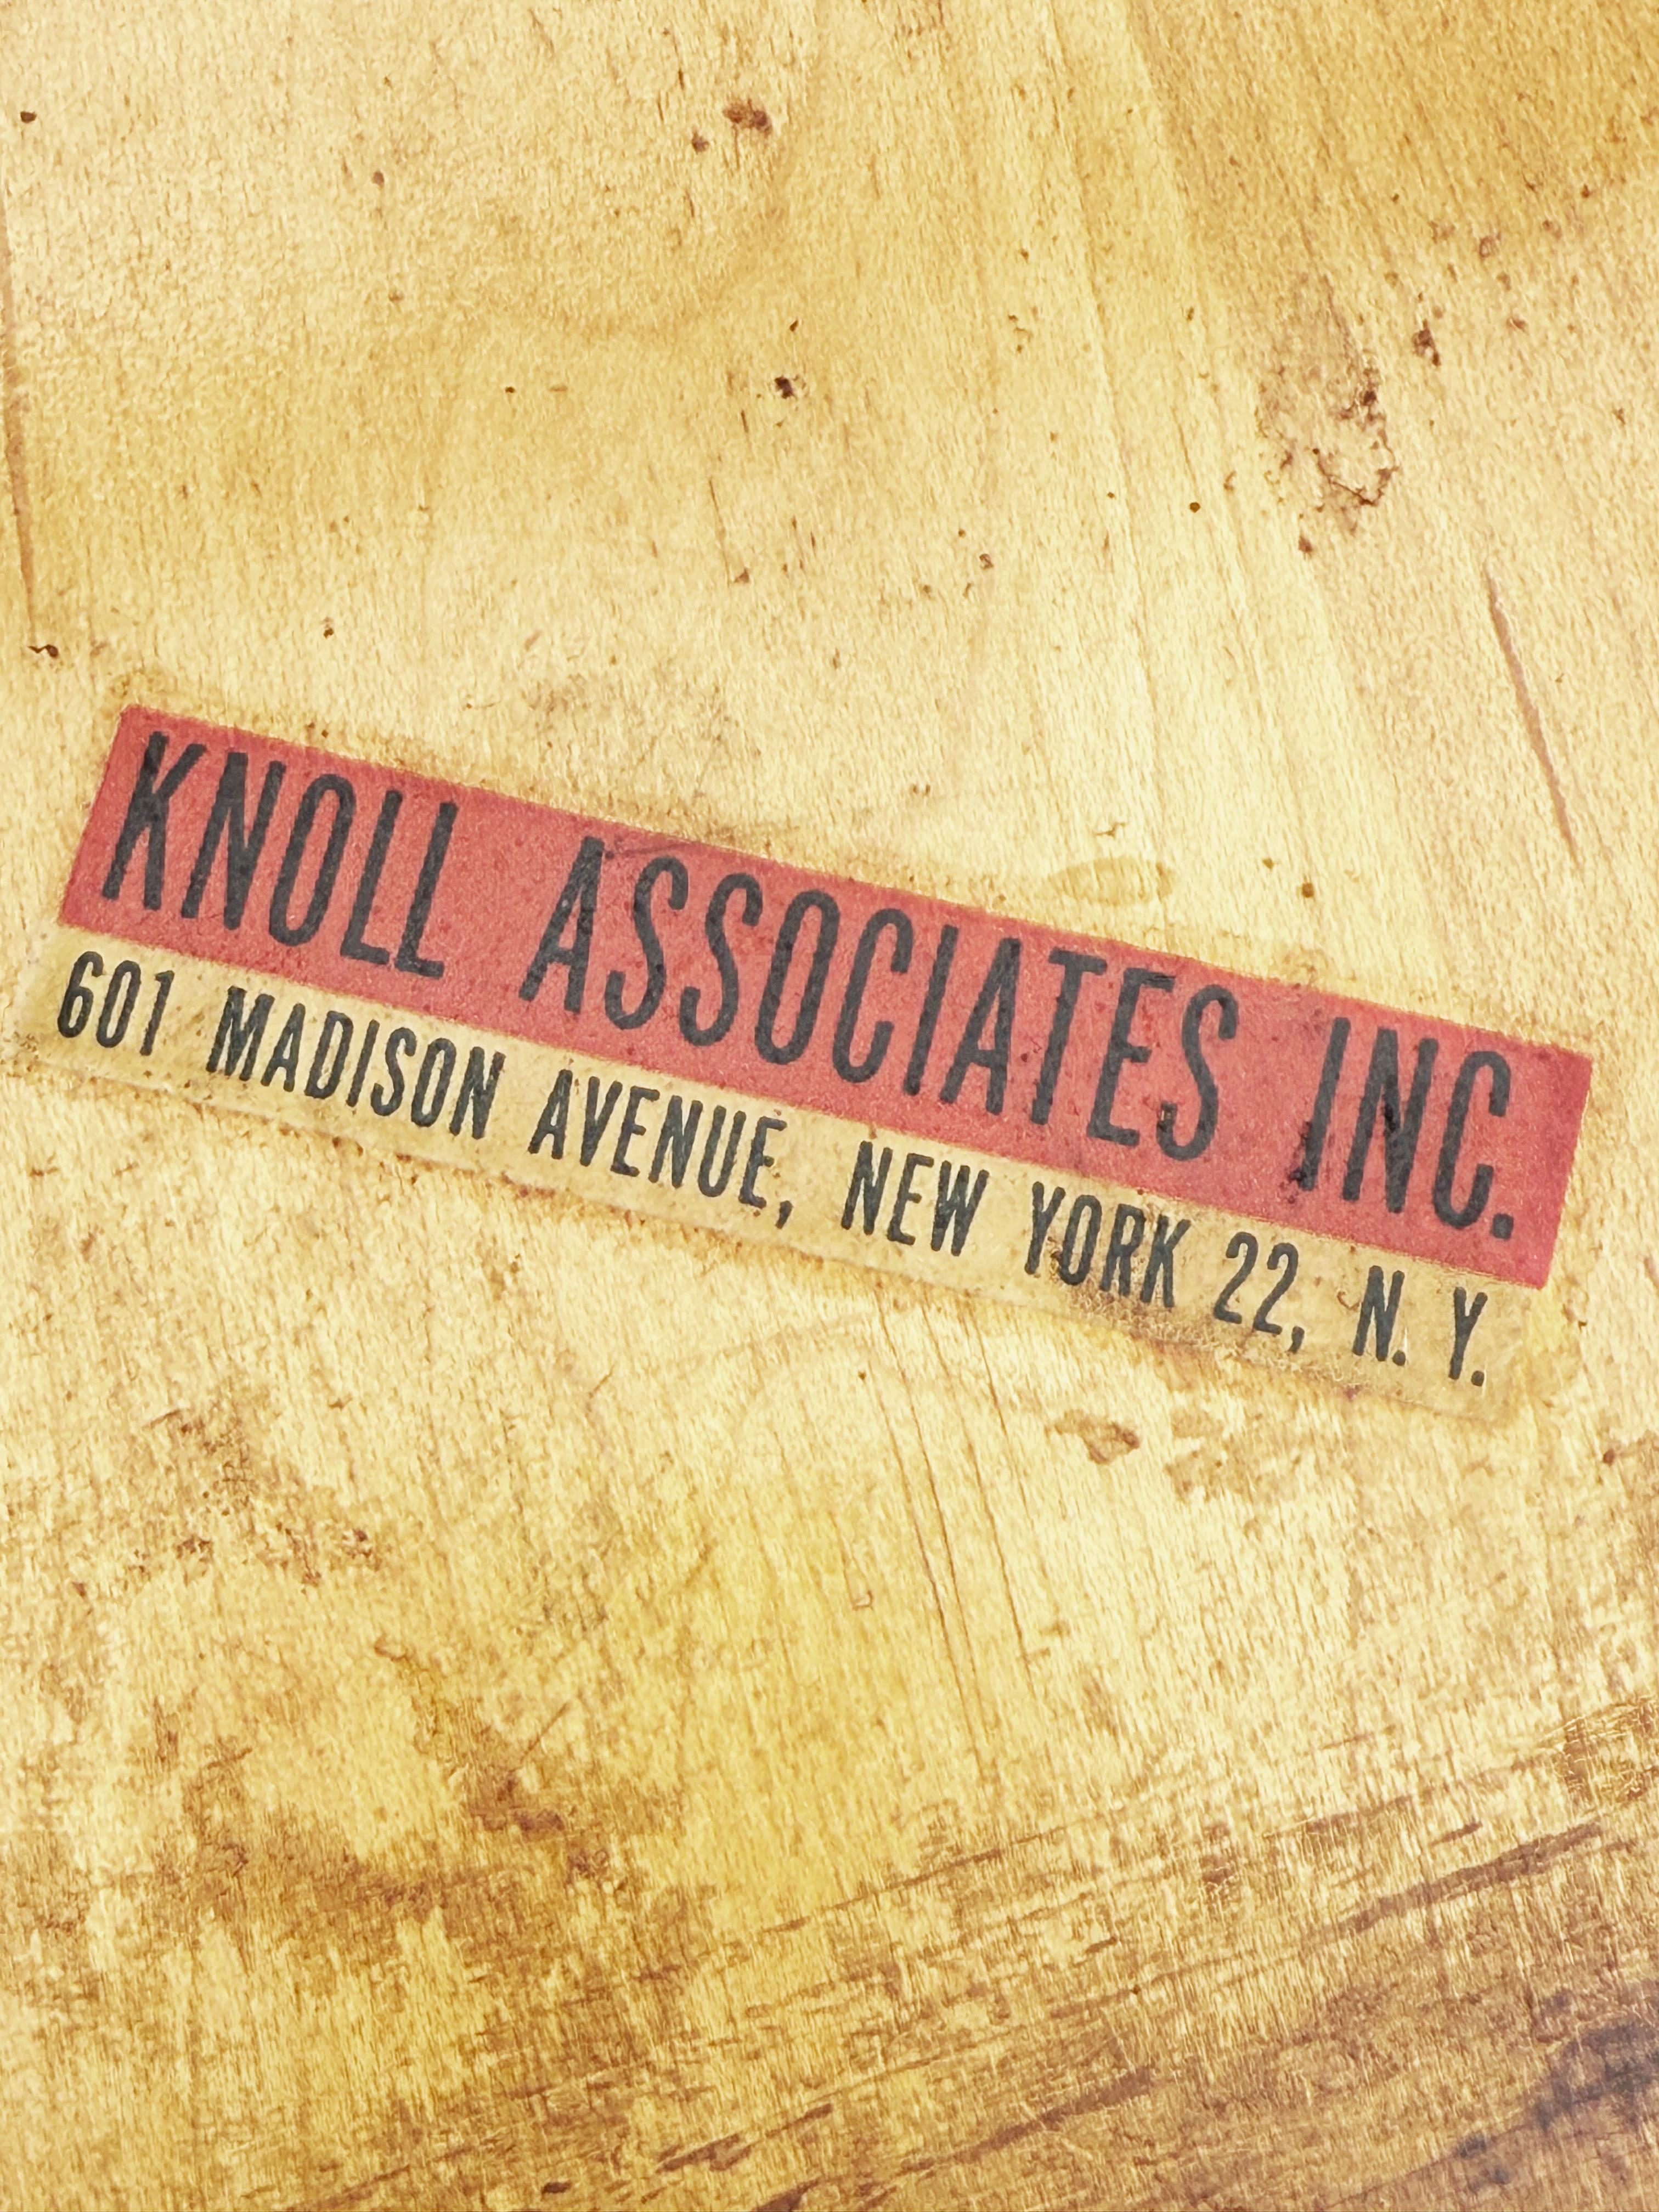 KNOLL ASSOCIATES INC.
601 MADISON AVENUE, NEW YORK 22, N. Y.